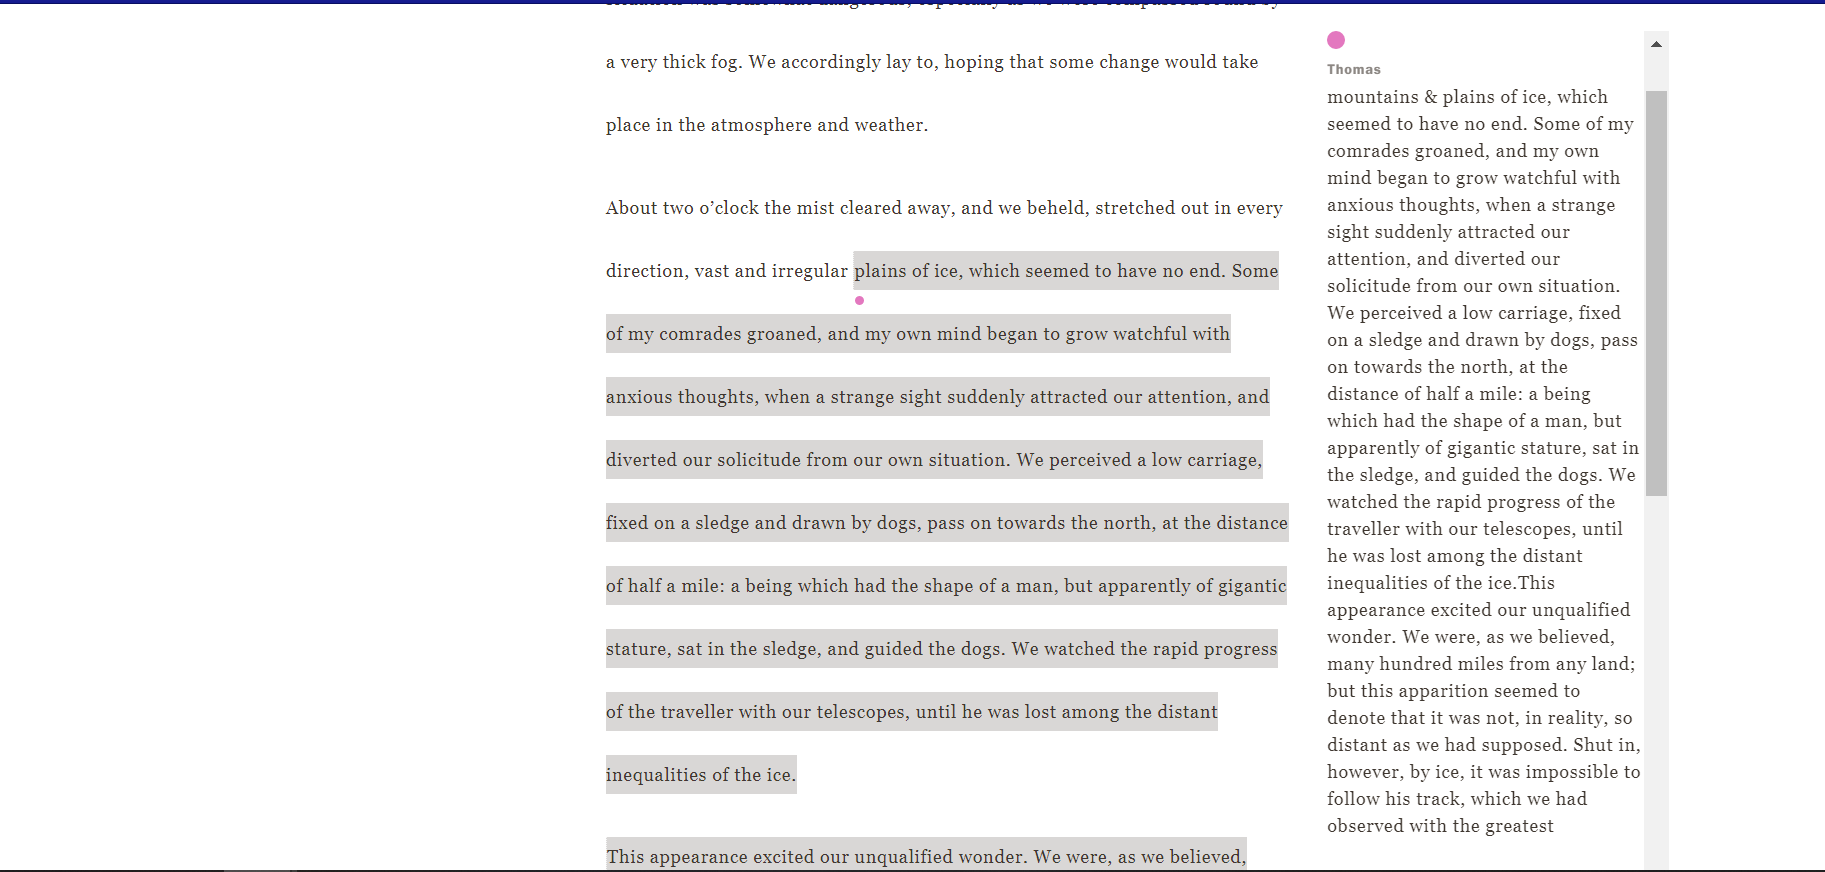 situation was somewhat dangerous, especially as we were compassed round by
a very thick fog. We accordingly lay to, hoping that some change would take
place in the atmosphere and weather.
About two o’clock the mist cleared away, and we beheld, stretched out in every
direction, vast and irregular plains of ice, which seemed to have no end. Some
of my comrades groaned, and my own mind began to grow watchful with
anxious thoughts, when a strange sight suddenly attracted our attention, and
diverted our solicitude from our own situation. We perceived a low carriage,
fixed on a sledge and drawn by dogs, pass on towards the north, at the distance
of half a mile: a being which had the shape of a man, but apparently of gigantic
stature, sat in the sledge, and guided the dogs. We watched the rapid progress
of the traveller with our telescopes, until he was lost among the distant
inequalities of the ice.
This appearance excited our unqualified wonder. We were, as we believed,
Thomas
mountains & plains of ice, which
seemed to have no end. Some of my
comrades groaned, and my own
mind began to grow watchful with
anxious thoughts, when a strange
sight suddenly attracted our
attention, and diverted our
solicitude from our own situation.
We perceived a low carriage, fixed
on a sledge and drawn by dogs, pass
on towards the north, at the
distance of half a mile: a being
which had the shape of a man, but
apparently of gigantic stature, sat in
the sledge, and guided the dogs. We
watched the rapid progress of the
traveller with our telescopes, until
he was lost among the distant
inequalities of the ice.This
appearance excited our unqualified
wonder. We were, as we believed,
many hundred miles from any land;
but this apparition seemed to
denote that it was not, in reality, so
distant as we had supposed. Shut in,
however, by ice, it was impossible to
follow his track, which we had
observed with the greatest